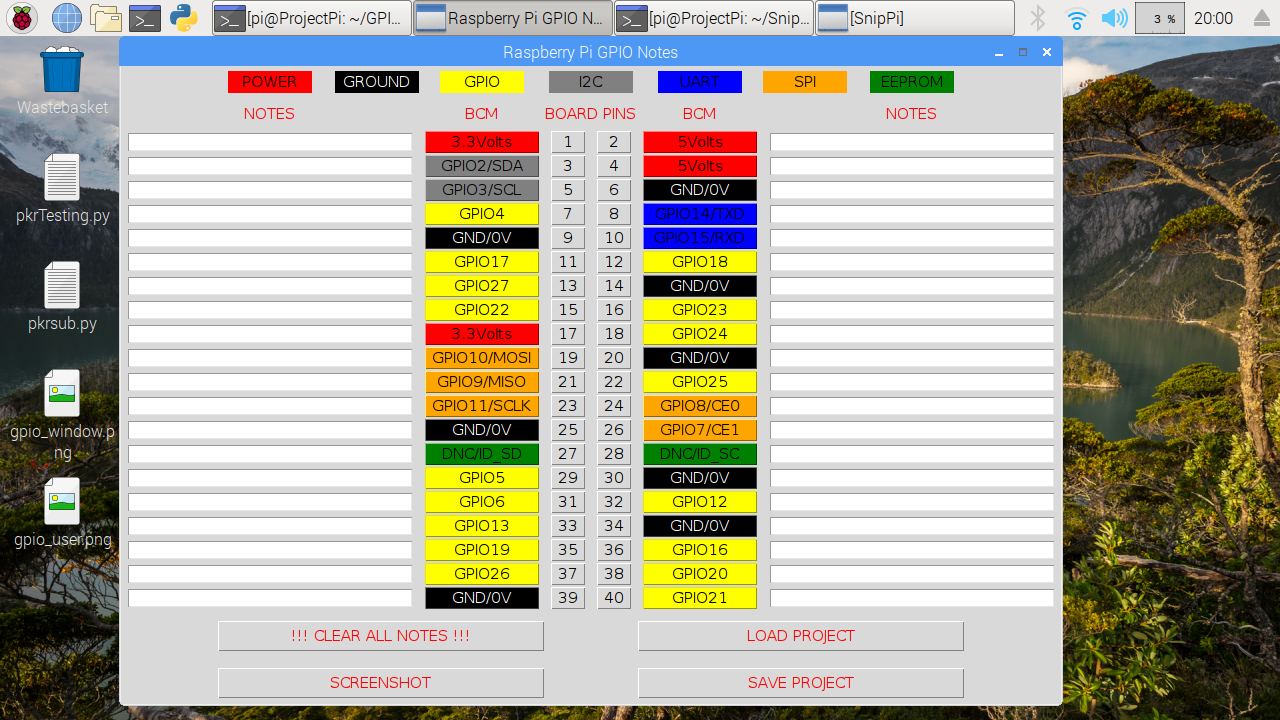 [pi@ProjectPi: ~/GPI... Raspberry Pi GPIO N... [pi@ProjectPi: ~/Snip... [SnipPi] 3 % 20:00
Raspberry Pi GPIO Notes
POWER GROUND GPIO I2C UART SPI EEPROM
NOTES BCM BOARD PINS BCM NOTES
3.3Volts 1 2 5Volts
GPIO2/SDA 3 4 5Volts
GPIO3/SCL 5 6 GND/0V
GPIO4 7 8 GPIO14/TXD
GND/0V 9 10 GPIO15/RXD
GPIO17 11 12 GPIO18
GPIO27 13 14 GND/0V
GPIO22 15 16 GPIO23
3.3Volts 17 18 GPIO24
GPIO10/MOSI 19 20 GND/0V
GPIO9/MISO 21 22 GPIO25
GPIO11/SCLK 23 24 GPIO8/CE0
GND/0V 25 26 GPIO7/CE1
DNC/ID_SD 27 28 DNC/ID_SC
GPIO5 29 30 GND/0V
GPIO6 31 32 GPIO12
GPIO13 33 34 GND/0V
GPIO19 35 36 GPIO16
GPIO26 37 38 GPIO20
GND/0V 39 40 GPIO21
!!! CLEAR ALL NOTES !!! LOAD PROJECT
SCREENSHOT SAVE PROJECT
Wastebasket
pkrTesting.py
pkrsub.py
gpio_window.p
ng
gpio_user.png